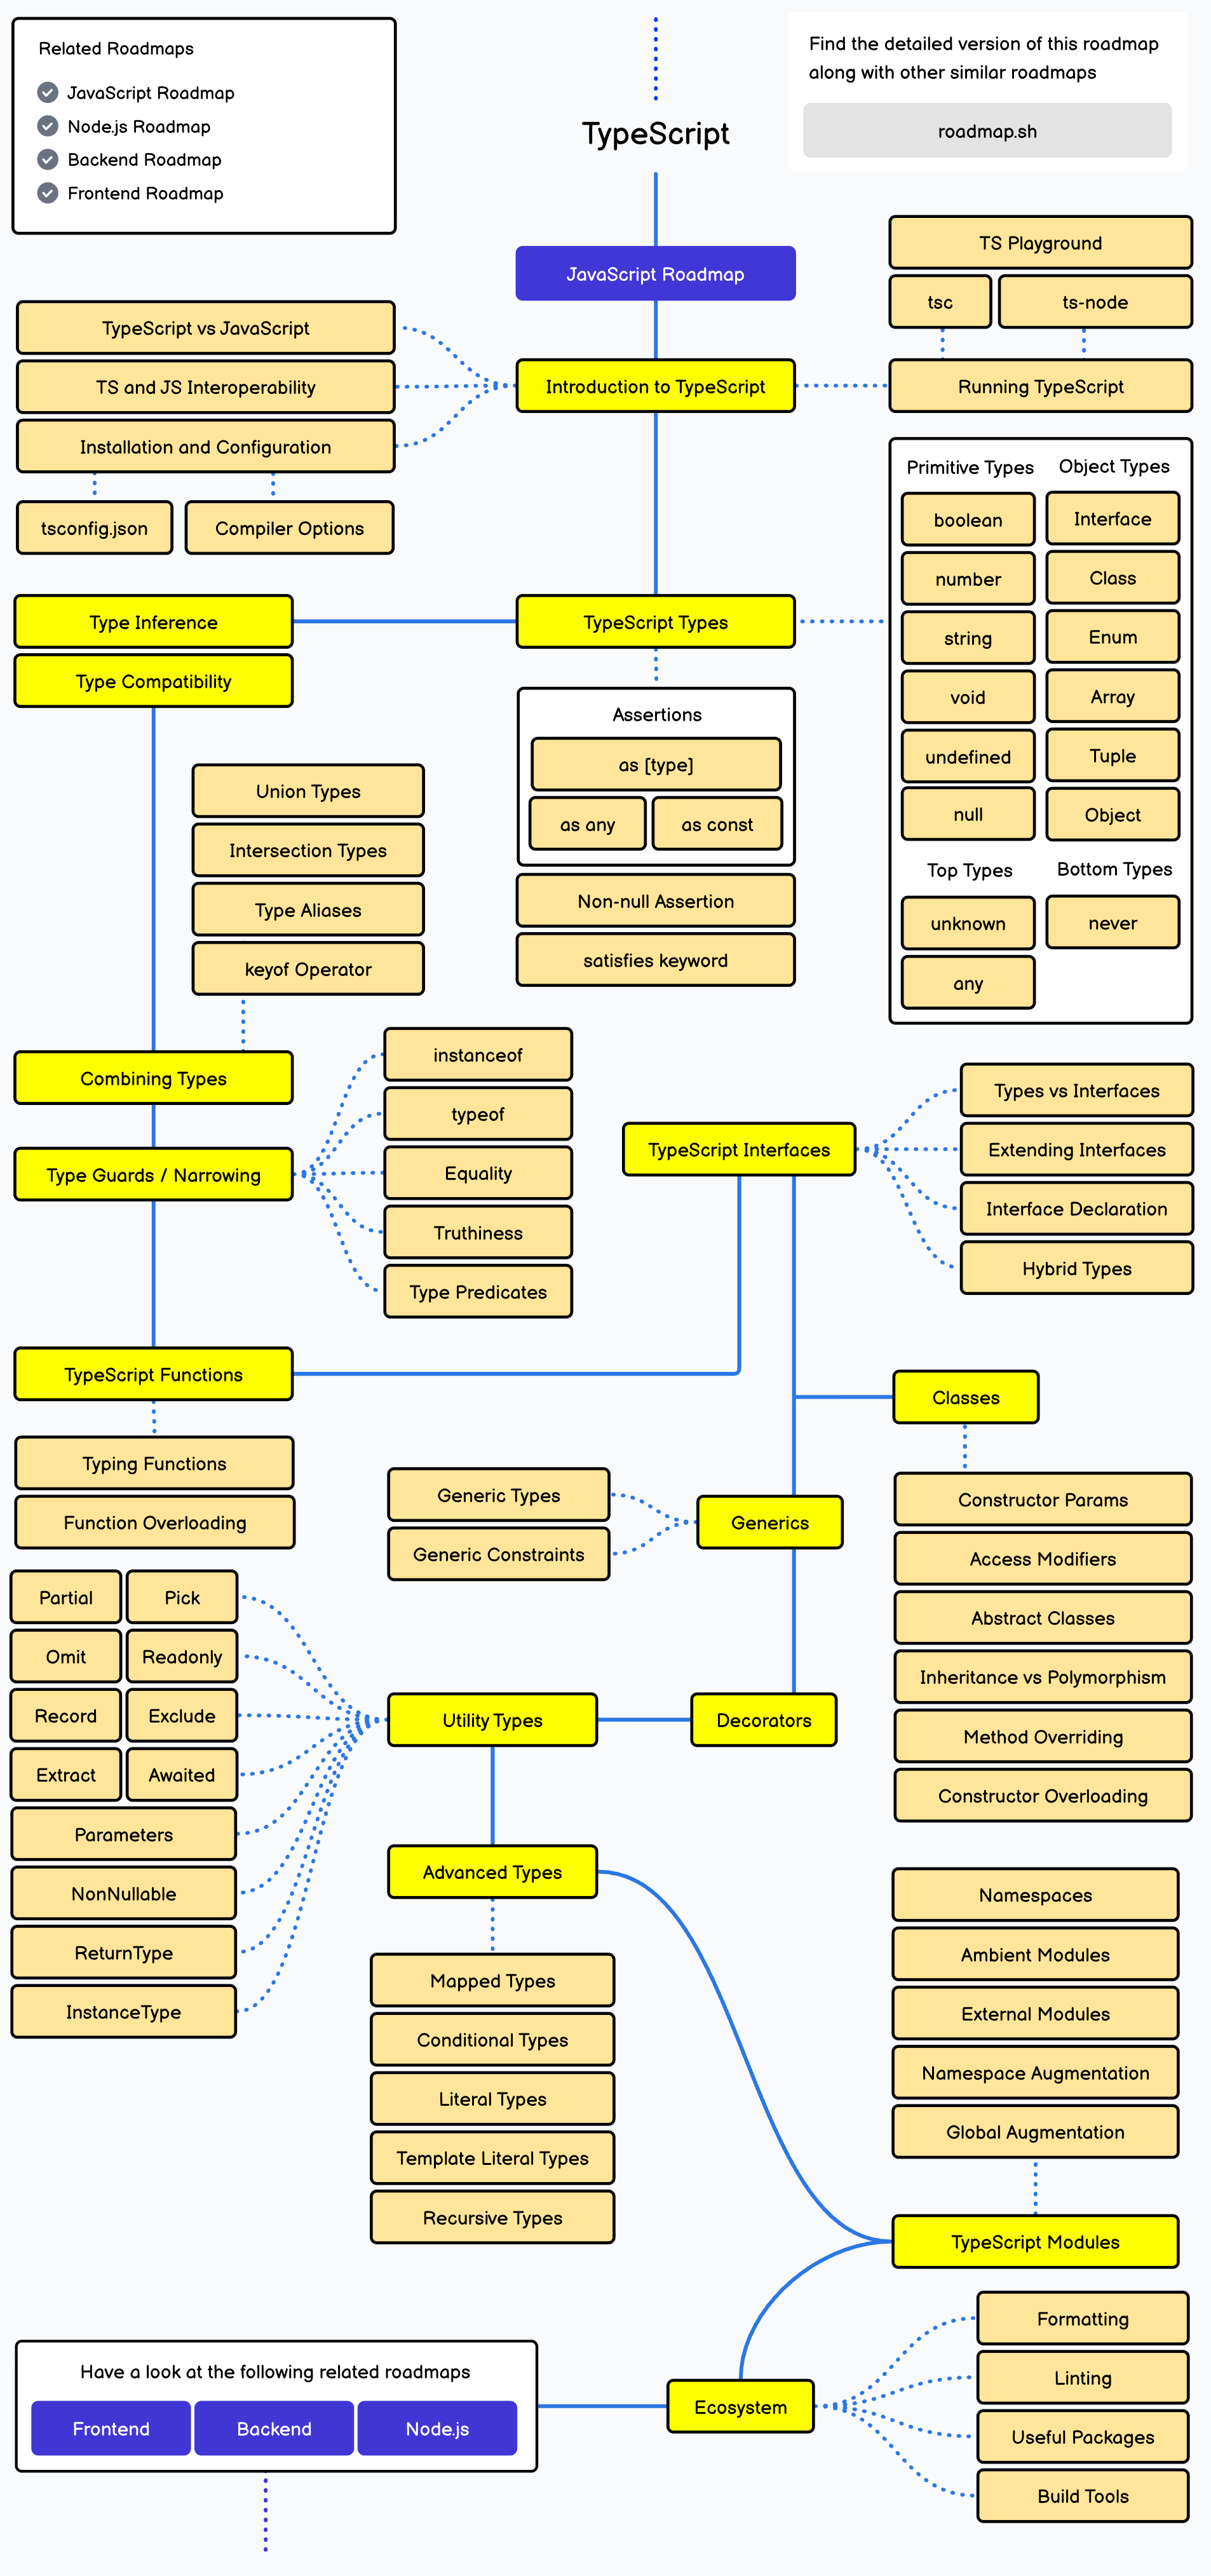 Related Roadmaps
JavaScript Roadmap
Node.js Roadmap
Backend Roadmap
Frontend Roadmap
TypeScript
Find the detailed version of this roadmap
along with other similar roadmaps
roadmap.sh
JavaScript Roadmap
TS Playground
tsc
ts-node
TypeScript vs JavaScript
TS and JS Interoperability
Installation and Configuration
tsconfig.json
Compiler Options
Introduction to TypeScript
Running TypeScript
Primitive Types
boolean
number
string
void
undefined
null
Object Types
Interface
Class
Enum
Array
Tuple
Object
Top Types
unknown
any
Bottom Types
never
Type Inference
Type Compatibility
TypeScript Types
Assertions
as [type]
as any
as const
Non-null Assertion
satisfies keyword
Union Types
Intersection Types
Type Aliases
keyof Operator
Combining Types
Type Guards / Narrowing
instanceof
typeof
Equality
Truthiness
Type Predicates
TypeScript Interfaces
Types vs Interfaces
Extending Interfaces
Interface Declaration
Hybrid Types
TypeScript Functions
Typing Functions
Function Overloading
Classes
Constructor Params
Access Modifiers
Abstract Classes
Inheritance vs Polymorphism
Method Overriding
Constructor Overloading
Generic Types
Generic Constraints
Generics
Partial
Pick
Omit
Readonly
Record
Exclude
Extract
Awaited
Parameters
NonNullable
ReturnType
InstanceType
Utility Types
Decorators
Advanced Types
Mapped Types
Conditional Types
Literal Types
Template Literal Types
Recursive Types
Namespaces
Ambient Modules
External Modules
Namespace Augmentation
Global Augmentation
TypeScript Modules
Formatting
Linting
Useful Packages
Build Tools
Ecosystem
Have a look at the following related roadmaps
Frontend
Backend
Node.js